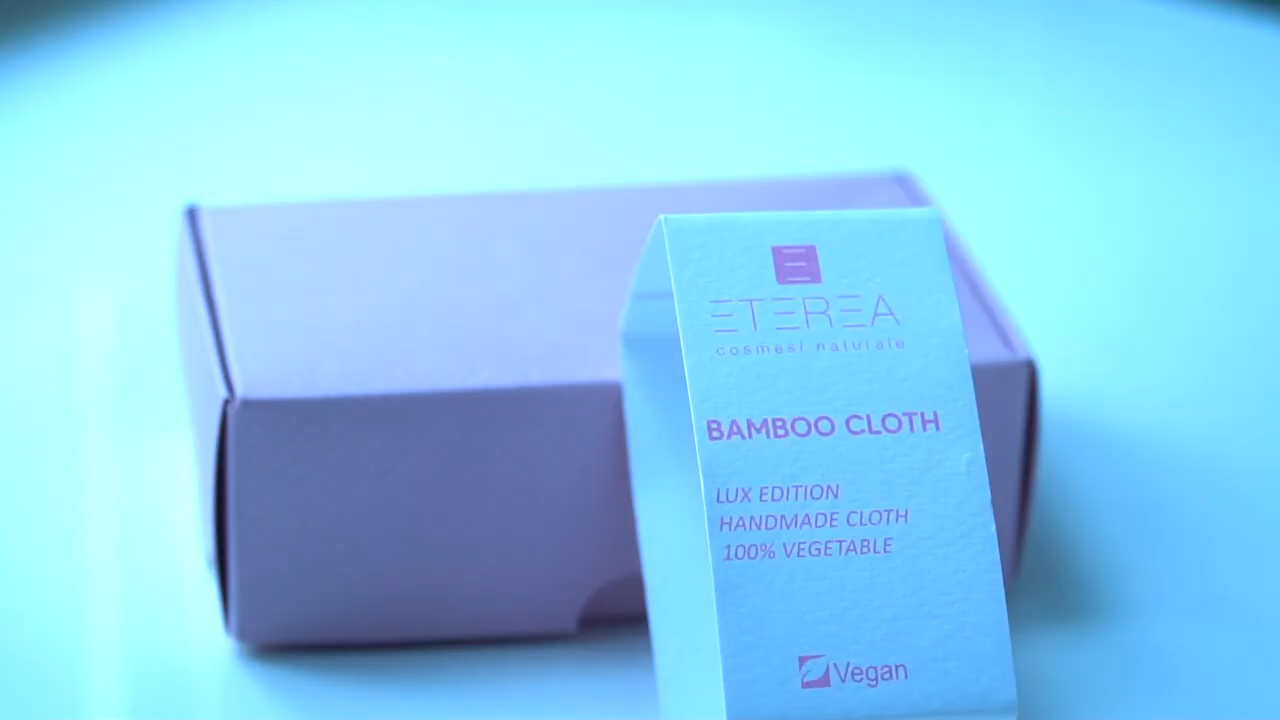 ETEREA
cosmesi naturale
BAMBOO CLOTH
LUX EDITION
HANDMADE CLOTH
100% VEGETABLE
Vegan